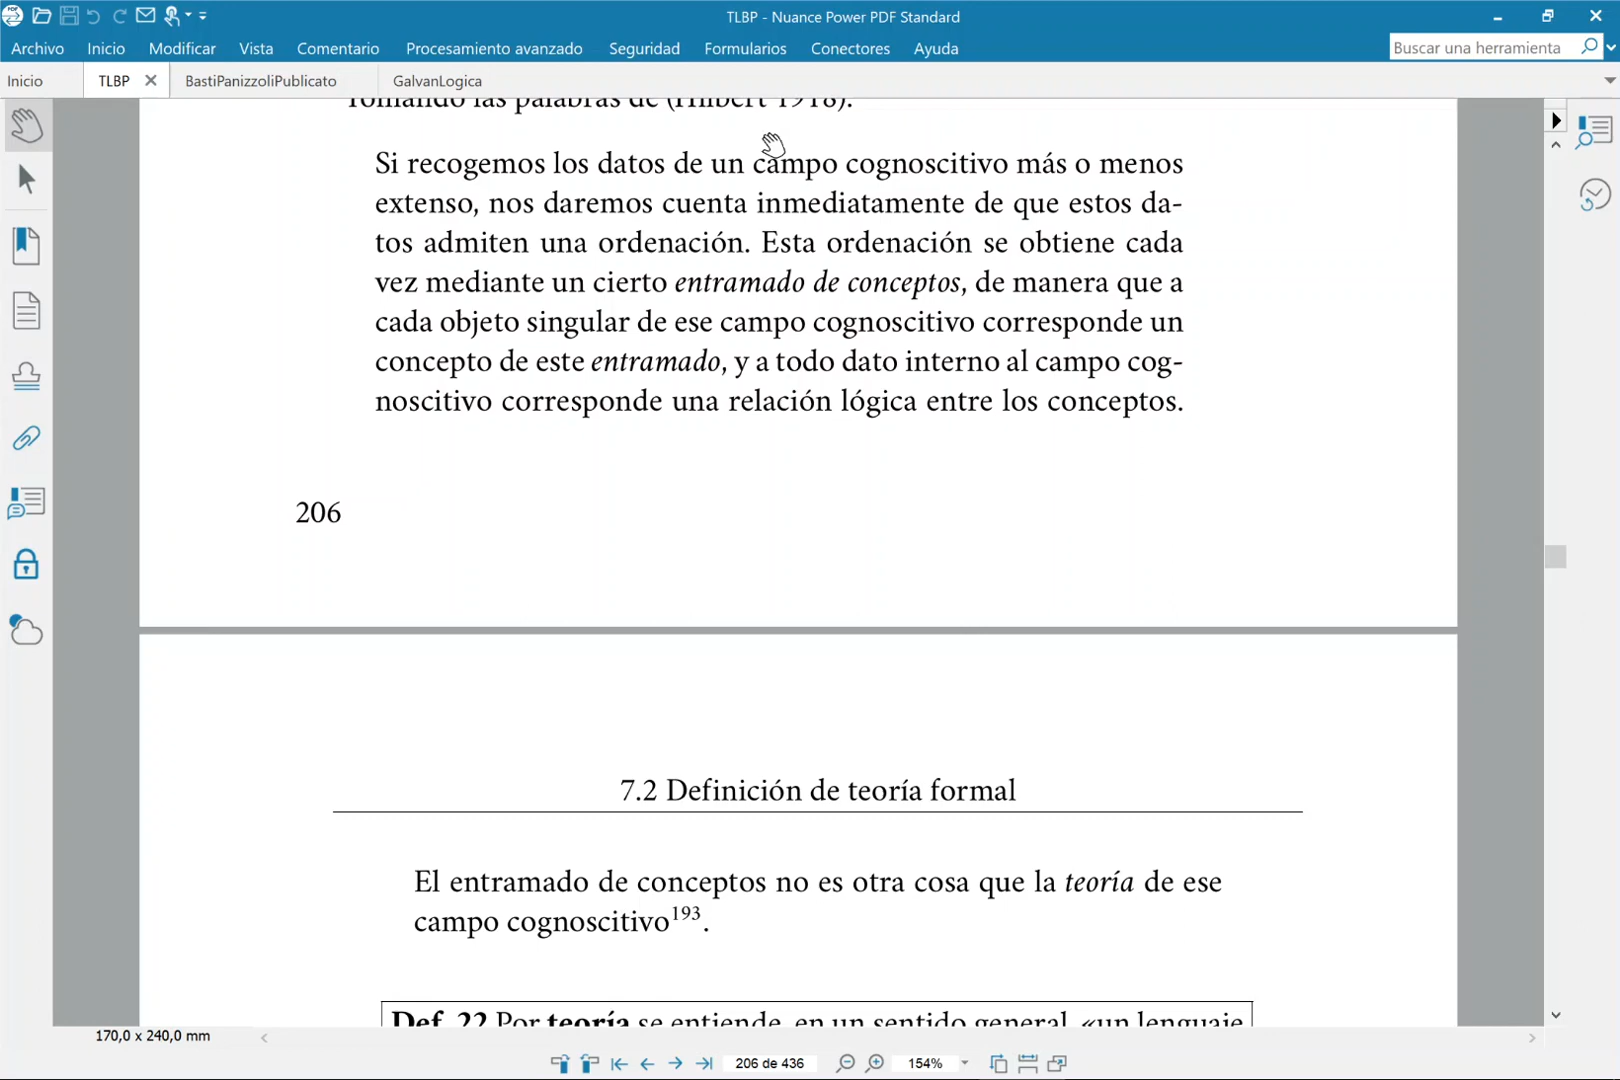 TLBP - Nuance Power PDF Standard
Archivo Inicio Modificar Vista Comentario Procesamiento avanzado Seguridad Formularios Conectores Ayuda
Buscar una herramienta
Inicio TLBP BastiPanizzoliPublicato GalvanLogica
Tomando las palabras de (Hilbert 1918):
Si recogemos los datos de un campo cognoscitivo más o menos
extenso, nos daremos cuenta inmediatamente de que estos da-
tos admiten una ordenación. Esta ordenación se obtiene cada
vez mediante un cierto entramado de conceptos, de manera que a
cada objeto singular de ese campo cognoscitivo corresponde un
concepto de este entramado, y a todo dato interno al campo cog-
noscitivo corresponde una relación lógica entre los conceptos.
206
7.2 Definición de teoría formal
El entramado de conceptos no es otra cosa que la teoría de ese
campo cognoscitivo193.
Def. 22 Por teoría se entiende, en un sentido general, «un lenguaje
170,0 x 240,0 mm
206 de 436
154%